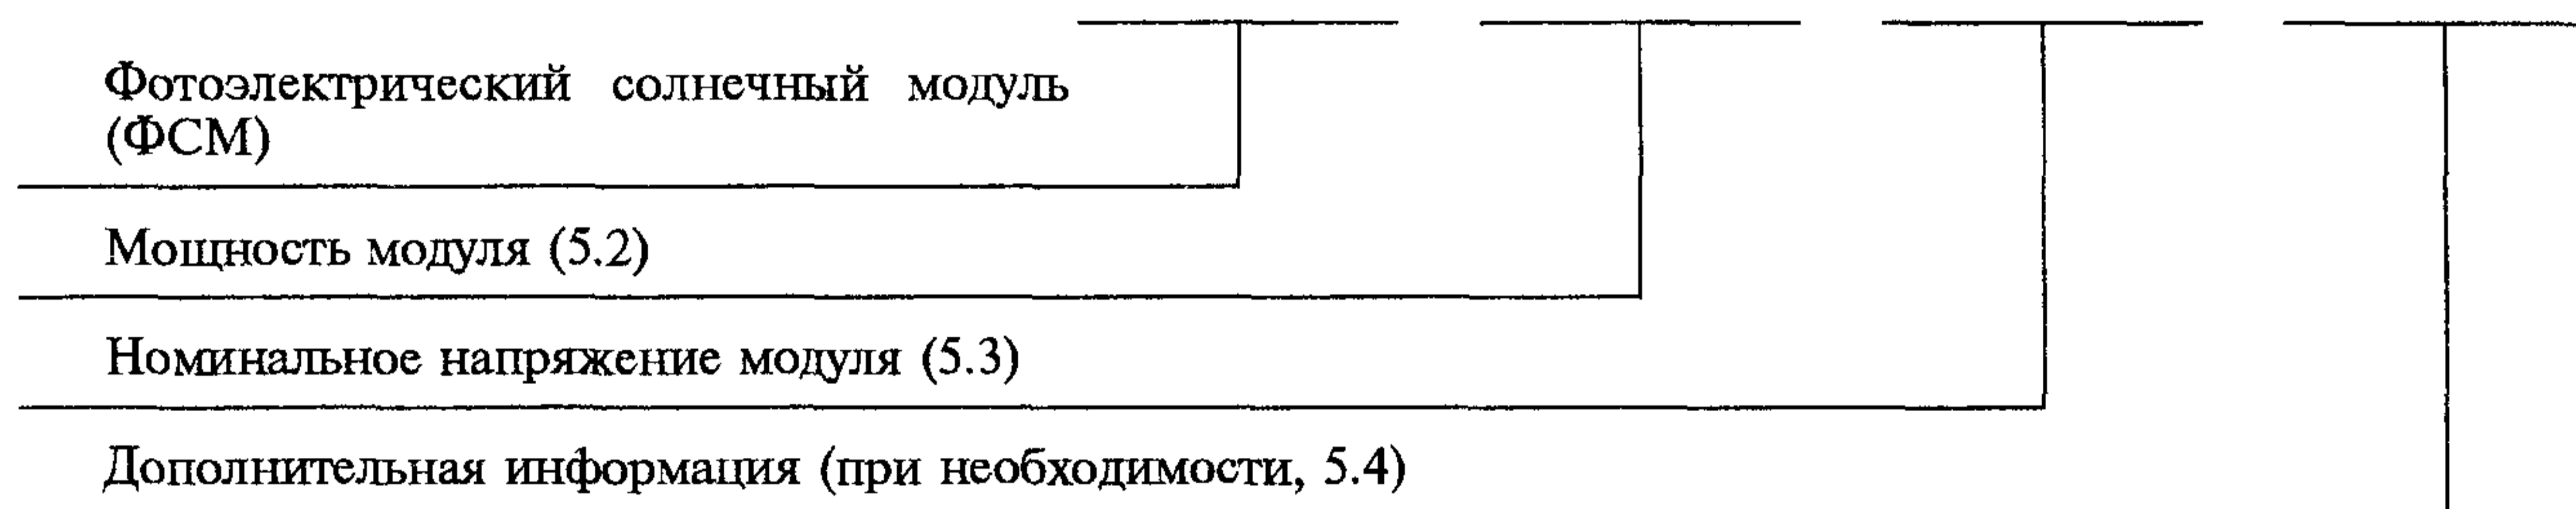 Фотоэлектрический солнечный модуль
(ФСМ)
Мощность модуля (5.2)
Номинальное напряжение модуля (5.3)
Дополнительная информация (при необходимости, 5.4)